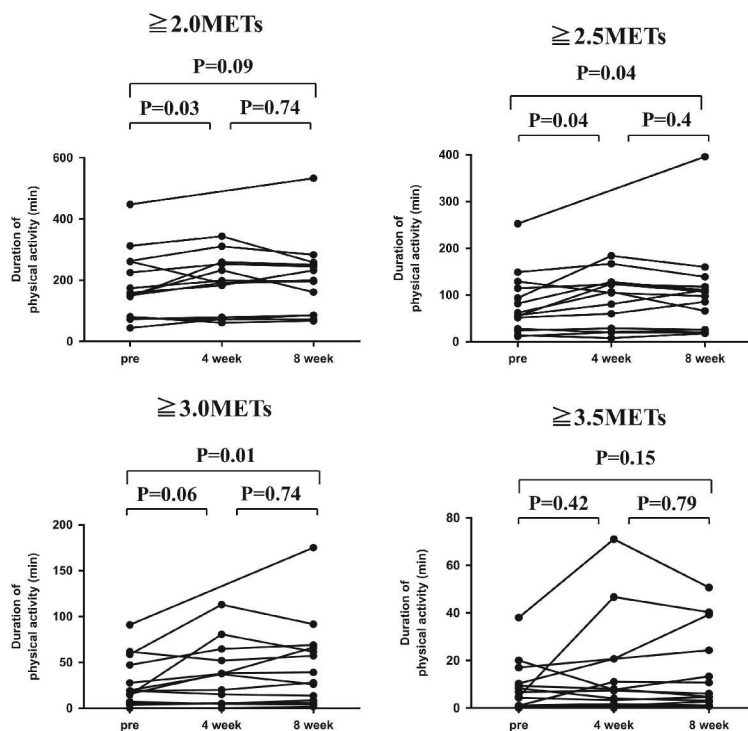 ≧2.0METs
P=0.09
P=0.03 P=0.74
Duration of
physical activity (min)
600
400
200
0
pre 4 week 8 week
≧2.5METs
P=0.04
P=0.04 P=0.4
Duration of
physical activity (min)
400
300
200
100
0
pre 4 week 8 week
≧3.0METs
P=0.01
P=0.06 P=0.74
Duration of
physical activity (min)
200
150
100
50
0
pre 4 week 8 week
≧3.5METs
P=0.15
P=0.42 P=0.79
Duration of
physical activity (min)
80
60
40
20
0
pre 4 week 8 week